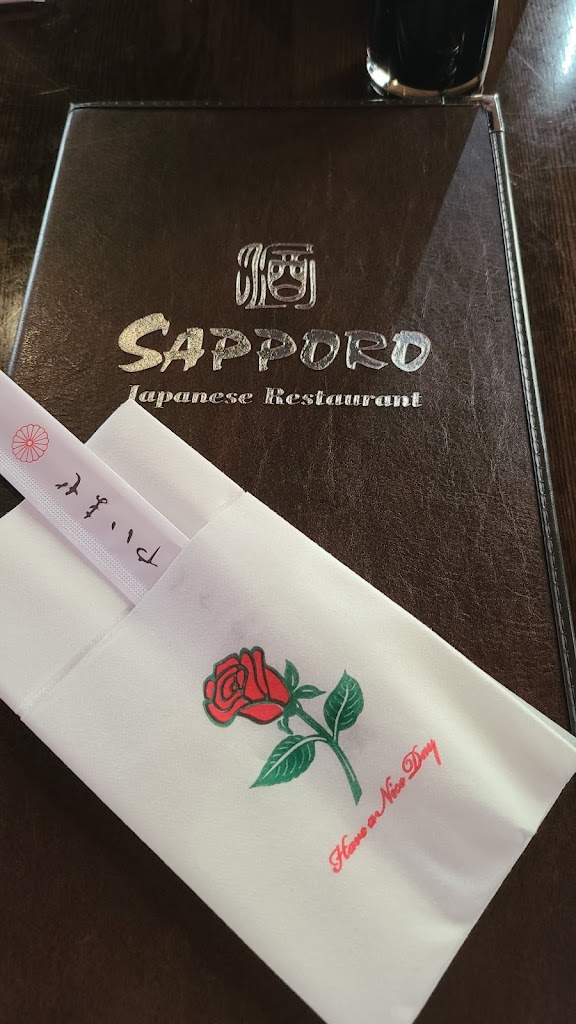 酒
SAPPORO
Japanese Restaurant
Have a Nice Day